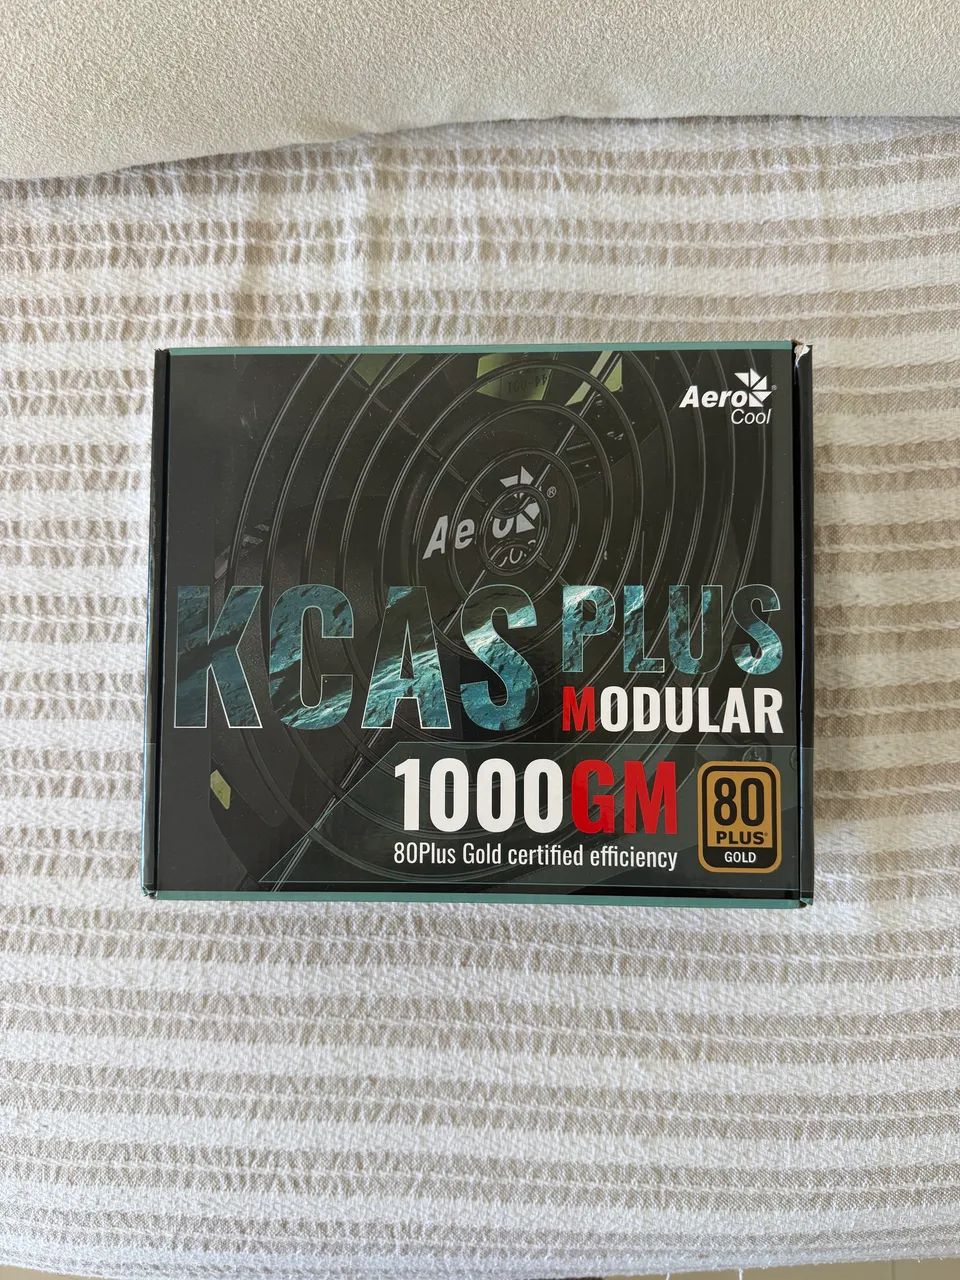 Aero
Cool
Aero
KCAS PLUS
MODULAR
1000GM
80Plus Gold certified efficiency
80
PLUS
GOLD